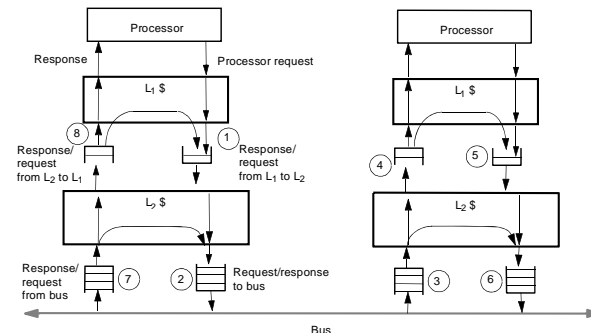 Processor
Processor
Response
Processor request
L1 $
L1 $
8
1
Response/
request
from L2 to L1
Response/
request
from L1 to L2
4
5
L2 $
L2 $
Response/
request
from bus
7
2
Request/response
to bus
3
6
Bus